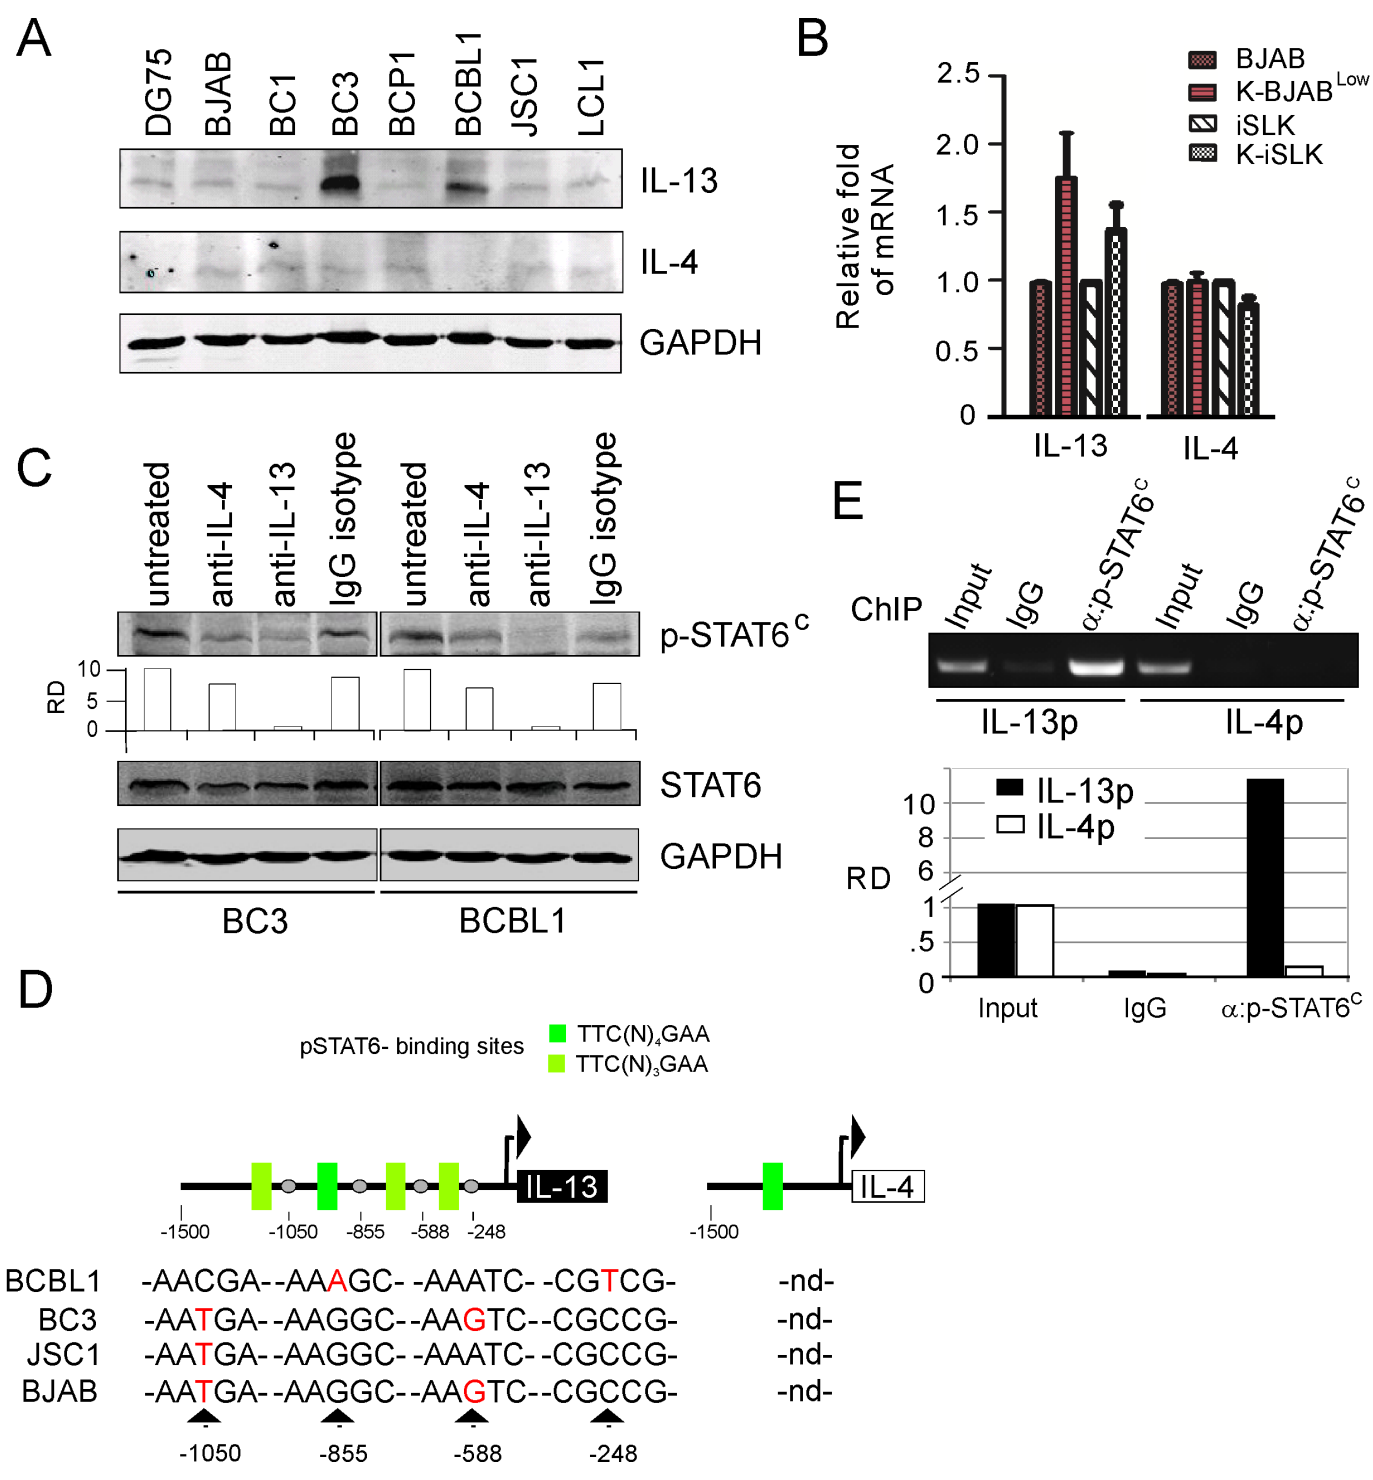 A
DG75
BJAB
BC1
BC3
BCP1
BCBL1
JSC1
LCL1
IL-13
IL-4
GAPDH
B
BJAB
K-BJAB^Low
iSLK
K-iSLK
Relative fold
of mRNA
2.5
2.0
1.5
1.0
0.5
0
IL-13
IL-4
C
untreated
anti-IL-4
anti-IL-13
IgG isotype
untreated
anti-IL-4
anti-IL-13
IgG isotype
p-STAT6^C
RD
10
5
0
STAT6
GAPDH
BC3
BCBL1
E
ChIP
Input
IgG
α:p-STAT6^C
Input
IgG
α:p-STAT6^C
IL-13p
IL-4p
IL-13p
IL-4p
RD
10
8
6
1
.5
0
Input
IgG
α:p-STAT6^C
D
pSTAT6- binding sites
TTC(N)₄GAA
TTC(N)₃GAA
IL-13
IL-4
-1500
-1050
-855
-588
-248
-1500
BCBL1 -AACGA--AAAGC--AAATC--CGTCG- -nd-
BC3 -AATGA--AAGGC--AAGTC--CGCCG- -nd-
JSC1 -AATGA--AAGGC--AAATC--CGCCG- -nd-
BJAB -AATGA--AAGGC--AAGTC--CGCCG- -nd-
-1050
-855
-588
-248